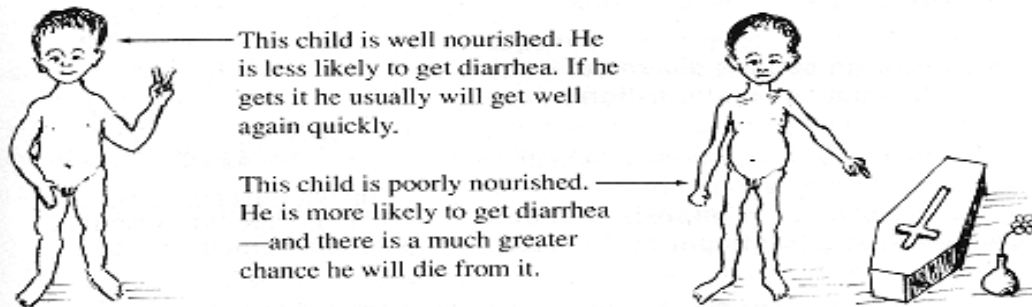 This child is well nourished. He
is less likely to get diarrhea. If he
gets it he usually will get well
again quickly.
This child is poorly nourished.
He is more likely to get diarrhea
—and there is a much greater
chance he will die from it.